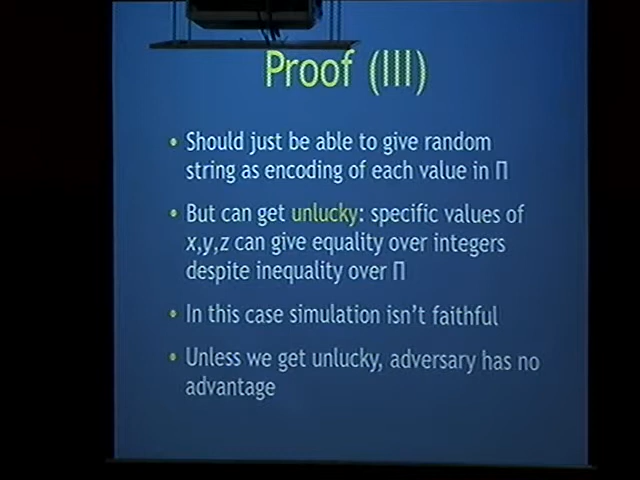 Proof (III)
• Should just be able to give random
string as encoding of each value in Π
• But can get unlucky: specific values of
x,y,z can give equality over integers
despite inequality over Π
• In this case simulation isn't faithful
• Unless we get unlucky, adversary has no
advantage